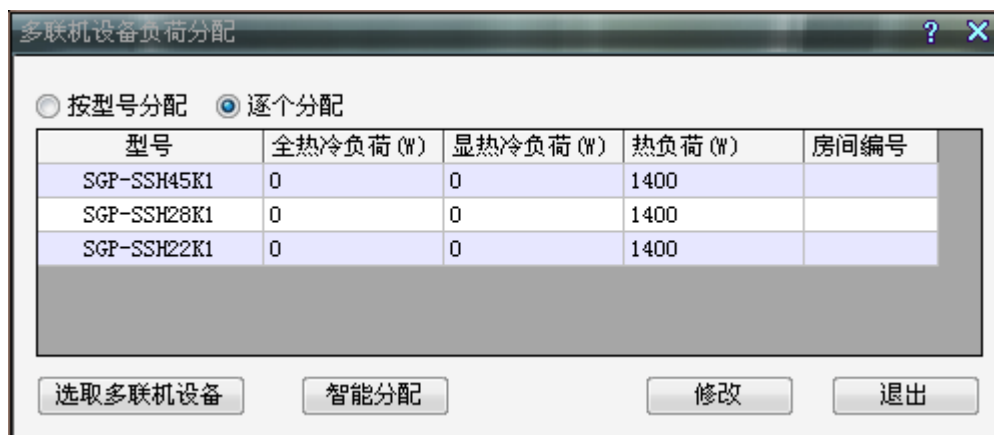 多联机设备负荷分配 ?
按型号分配 逐个分配
型号 全热冷负荷(W) 显热冷负荷(W) 热负荷(W) 房间编号
SGP-SSH45K1 0 0 1400
SGP-SSH28K1 0 0 1400
SGP-SSH22K1 0 0 1400
选取多联机设备 智能分配 修改 退出